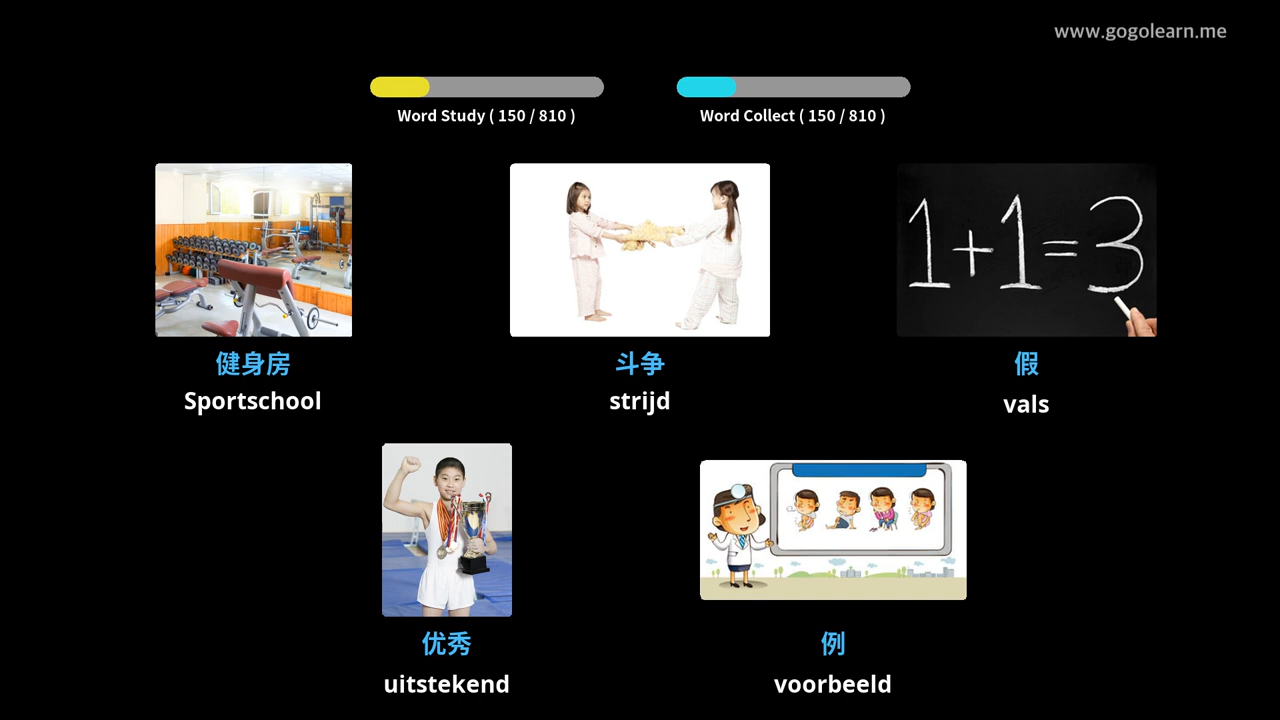 www.gogolearn.me
Word Study ( 150 / 810 )
Word Collect ( 150 / 810 )
1+1=3
健身房
Sportschool
斗争
strijd
假
vals
优秀
uitstekend
例
voorbeeld